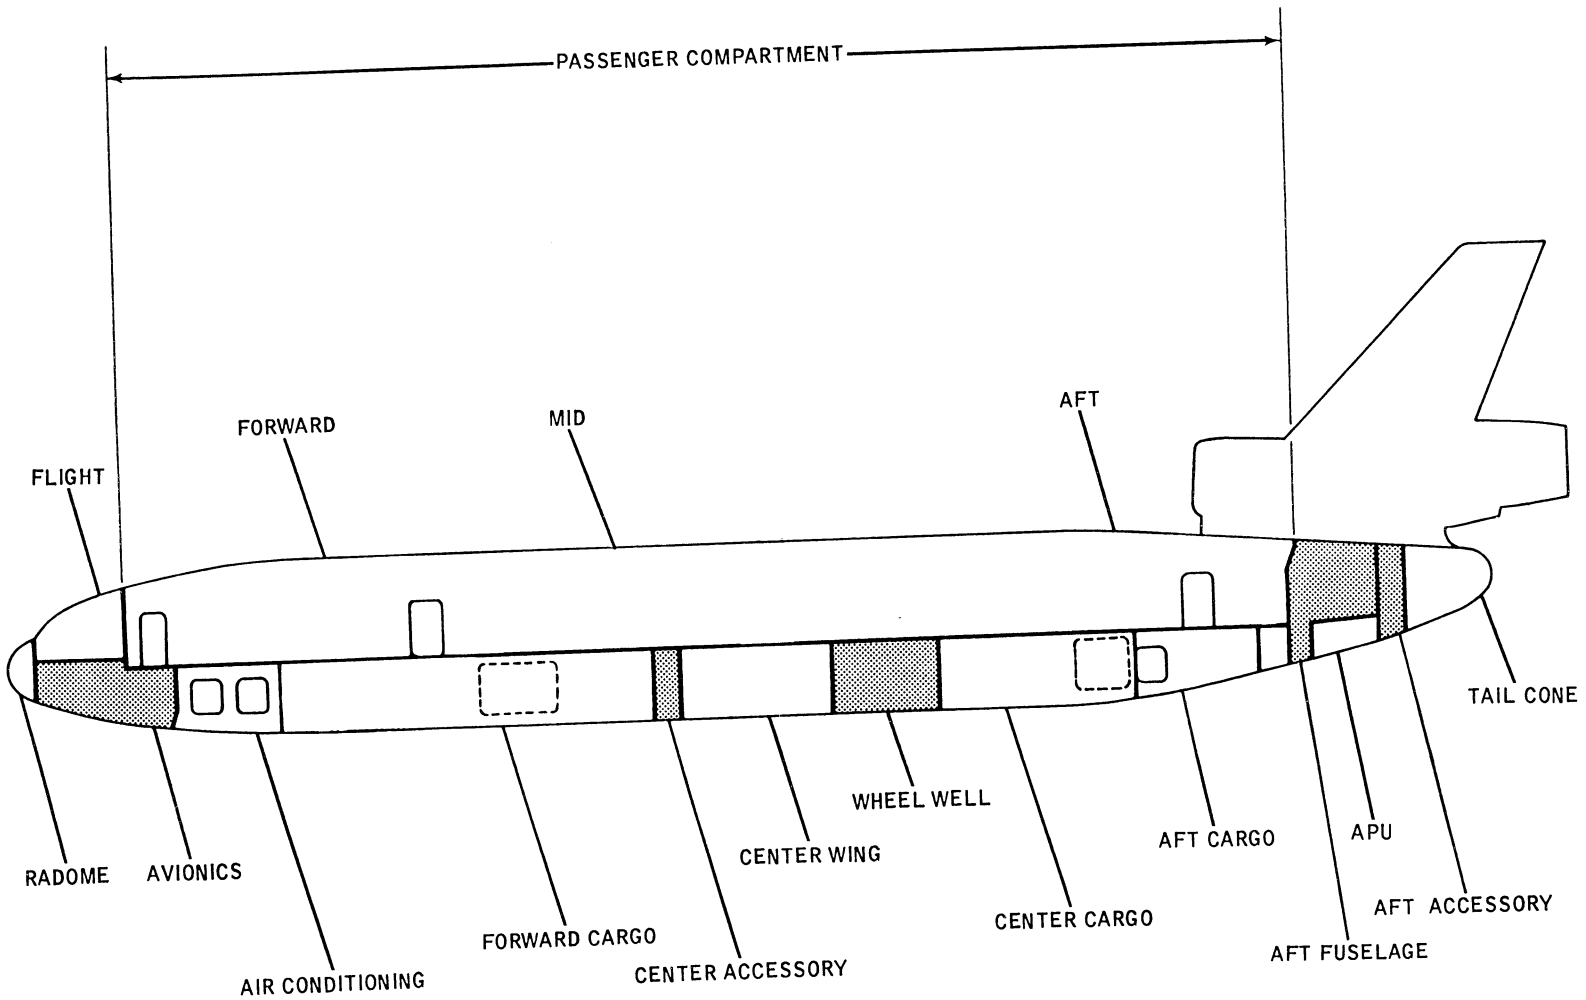 PASSENGER COMPARTMENT
AFT
MID
FORWARD
FLIGHT
TAIL CONE
WHEEL WELL
APU
AFT CARGO
CENTER WING
RADOME
AVIONICS
AFT ACCESSORY
CENTER CARGO
FORWARD CARGO
AFT FUSELAGE
CENTER ACCESSORY
AIR CONDITIONING